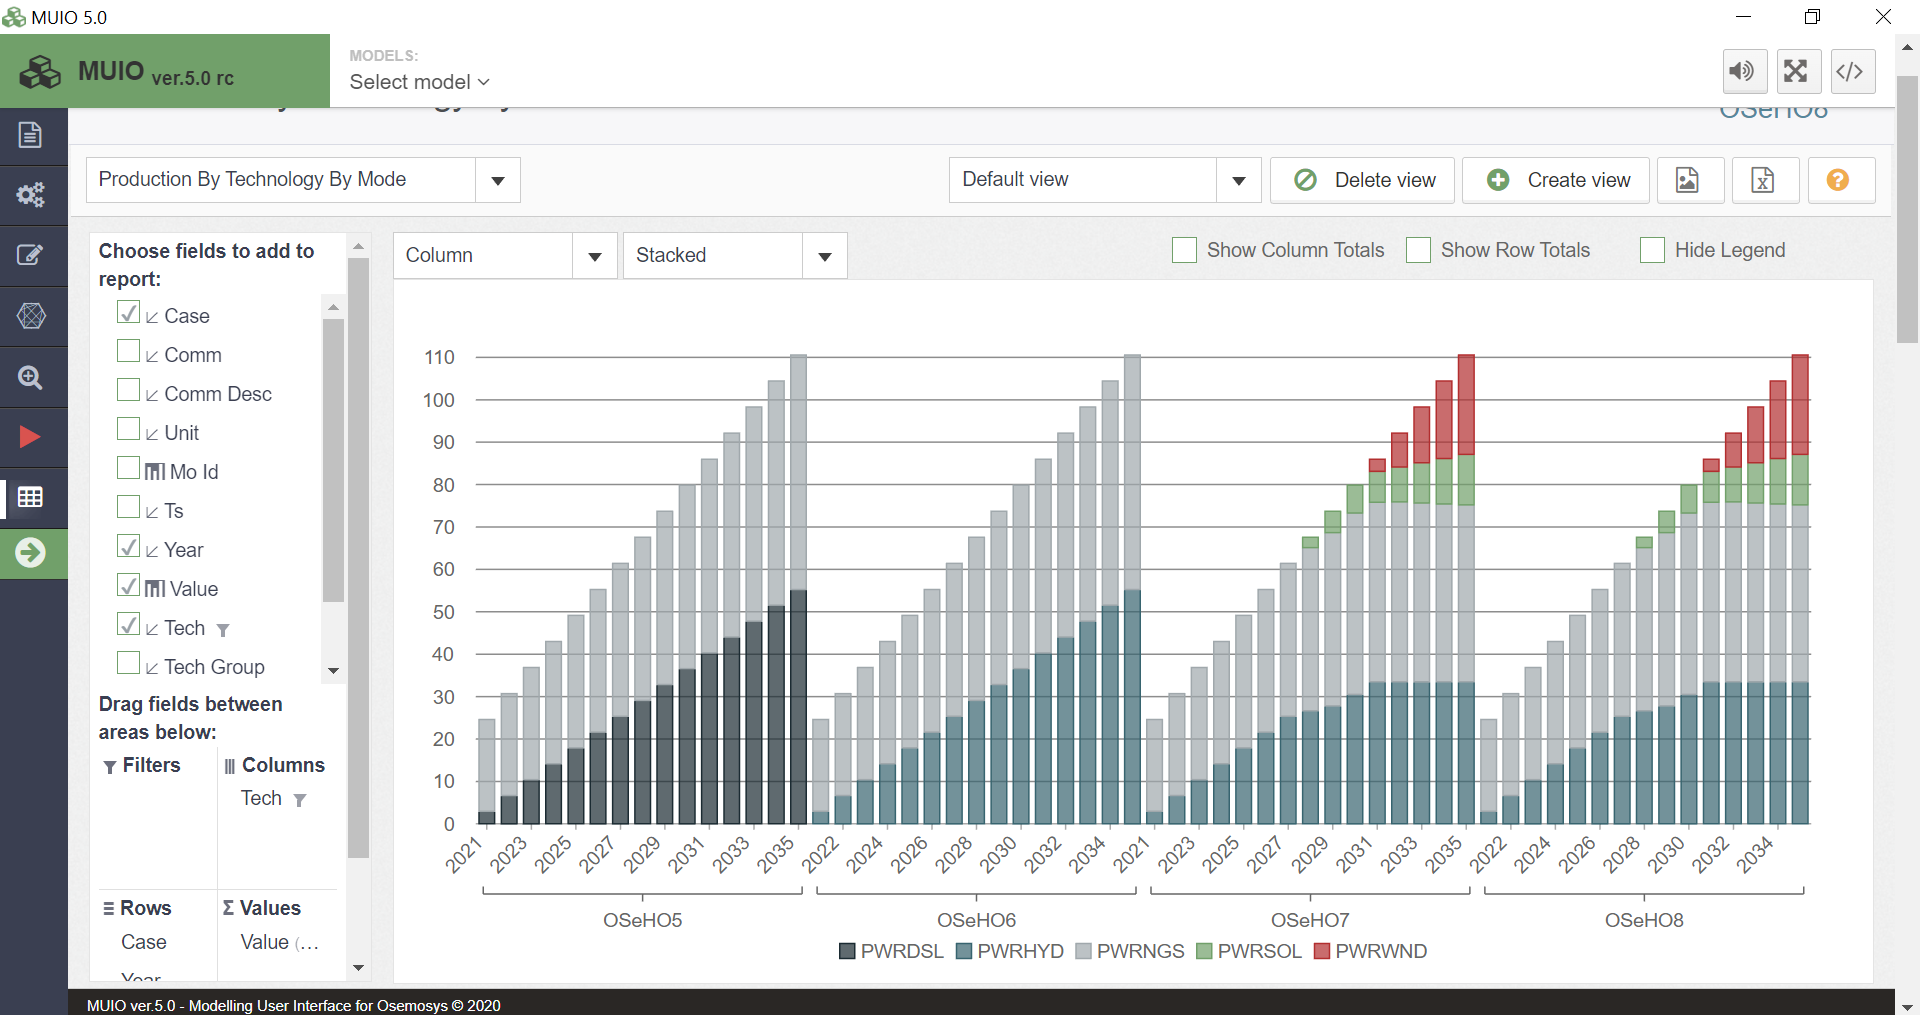 MUIO 5.0
MUIO ver.5.0 rc
MODELS:
Select model
OSeHO8
Production By Technology By Mode
Default view
Delete view
Create view
Choose fields to add to
report:
Case
Comm
Comm Desc
Unit
Mo Id
Ts
Year
Value
Tech
Tech Group
Drag fields between
areas below:
Filters
Columns
Tech
Rows
Σ Values
Case
Value (...
Year
Column
Stacked
Show Column Totals
Show Row Totals
Hide Legend
110
100
90
80
70
60
50
40
30
20
10
0
2021 2023 2025 2027 2029 2031 2033 2035 2022 2024 2026 2028 2030 2032 2034 2021 2023 2025 2027 2029 2031 2033 2035 2022 2024 2026 2028 2030 2032 2034
OSeHO5 OSeHO6 OSeHO7 OSeHO8
PWRDSL PWRHYD PWRNGS PWRSOL PWRWND
MUIO ver.5.0 - Modelling User Interface for Osemosys © 2020